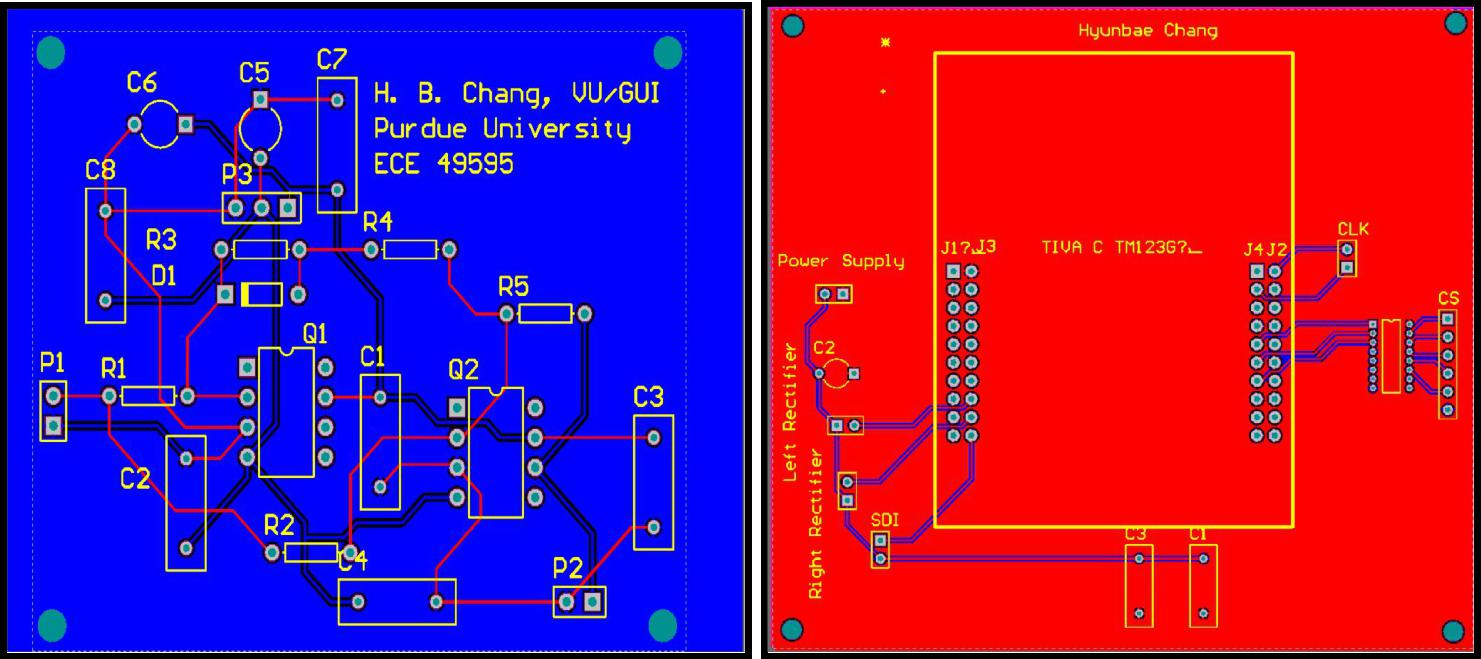 C7
C5
C6
H. B. Chang, VU/GUI
Purdue University
ECE 49595
P3
C8
R4
R3
D1
R5
Q1
C1
P1
R1
Q2
C3
C2
R2
C4
P2
Hyunbae Chang
CLK
J17 J3
TIVA C TM123G7_
J4 J2
Power Supply
CS
C2
Left Rectifier
Right Rectifier
SDI
C3
C1